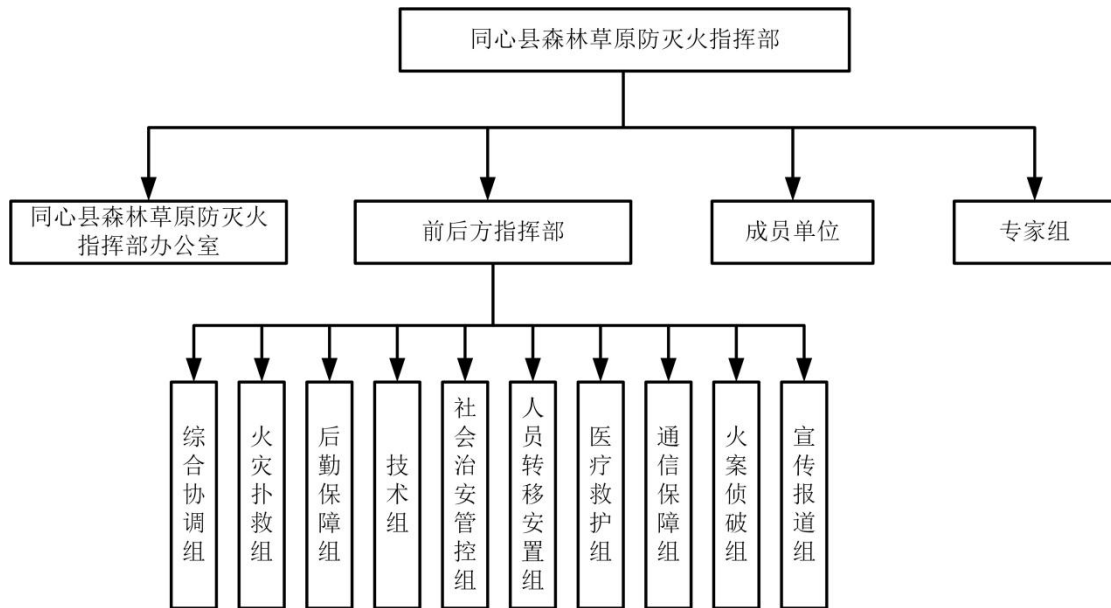 同心县森林草原防灭火指挥部
同心县森林草原防灭火
指挥部办公室
前后方指挥部
成员单位
专家组
综合协调组
火灾扑救组
后勤保障组
技术组
社会治安管控组
人员转移安置组
医疗救护组
通信保障组
火案侦破组
宣传报道组